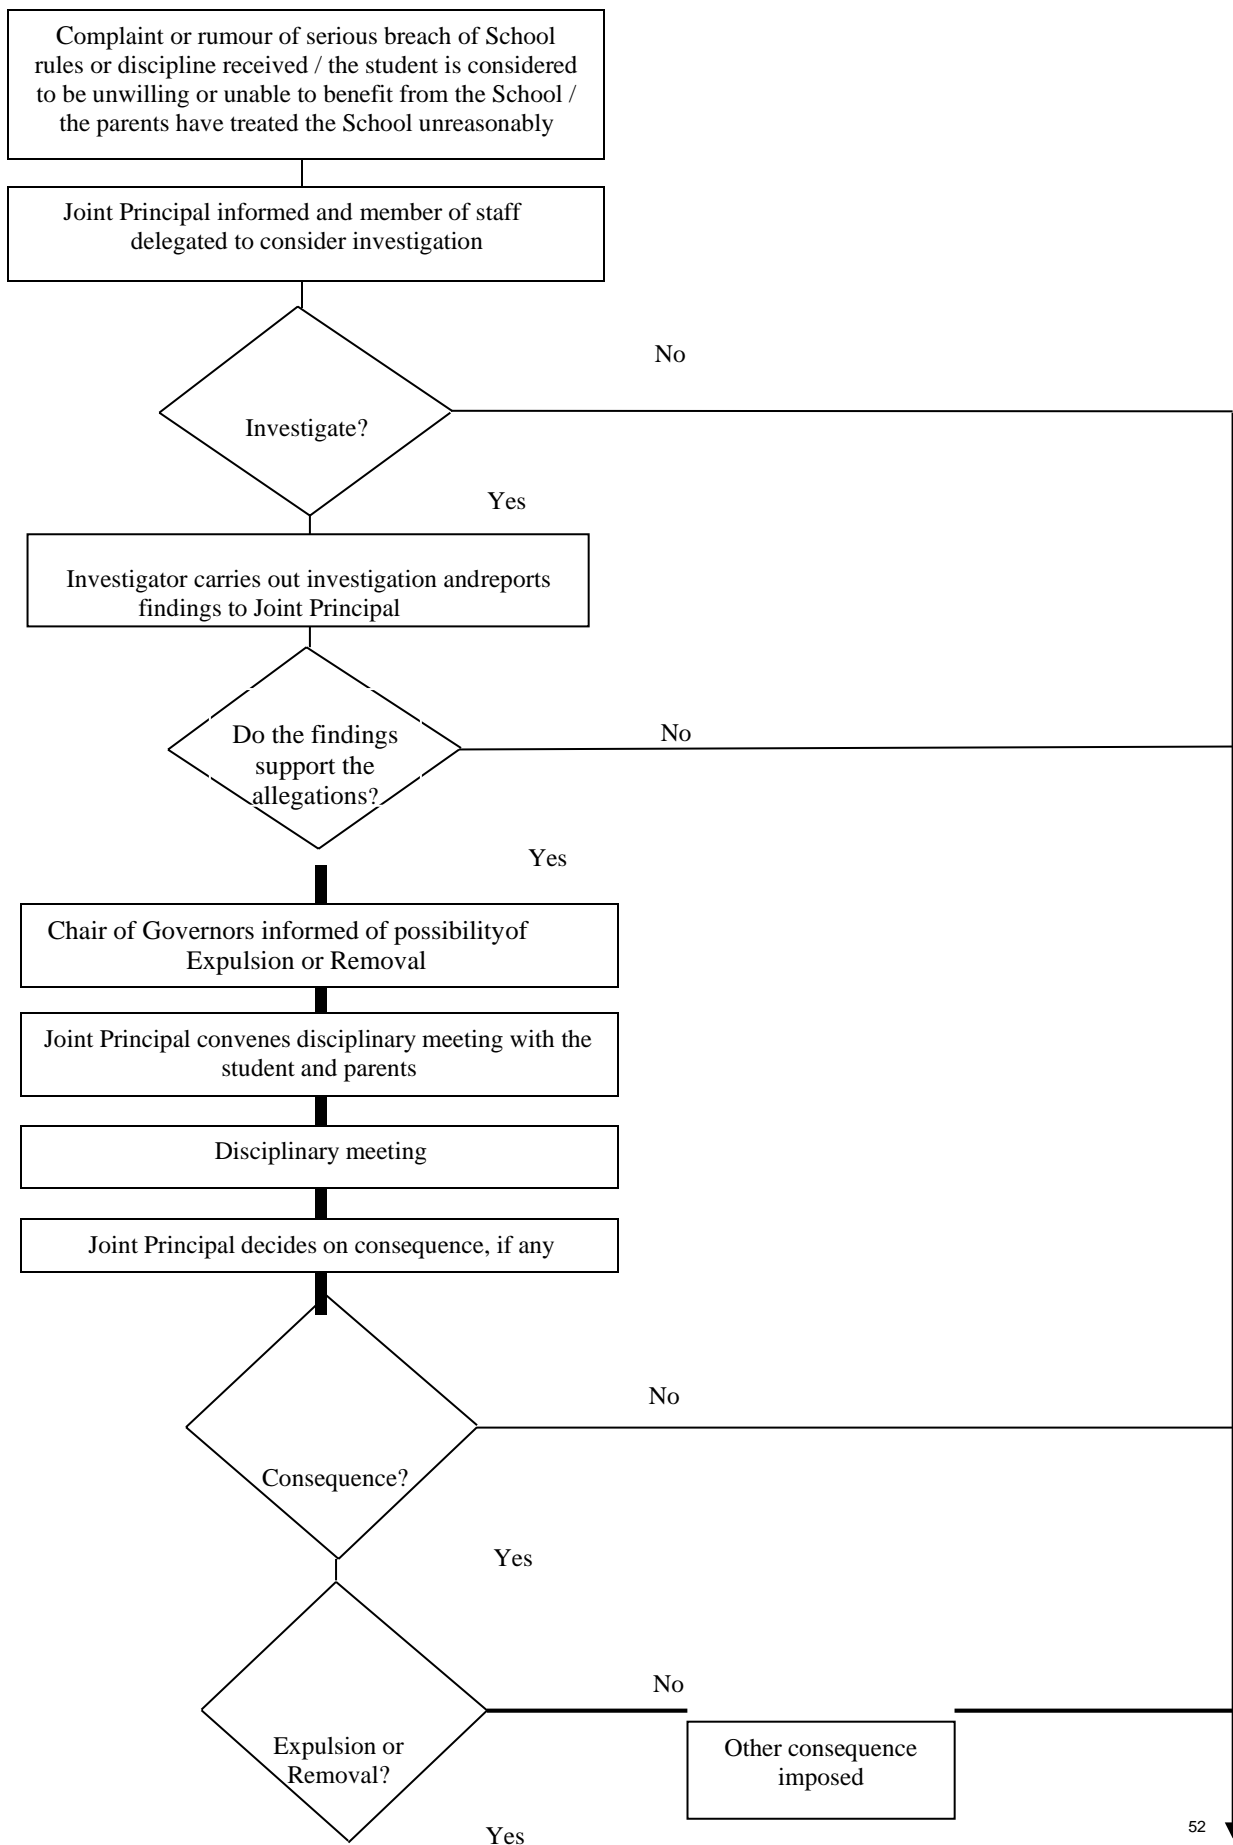 Complaint or rumour of serious breach of School
rules or discipline received / the student is considered
to be unwilling or unable to benefit from the School /
the parents have treated the School unreasonably
Joint Principal informed and member of staff
delegated to consider investigation
No
Investigate?
Yes
Investigator carries out investigation andreports
findings to Joint Principal
Do the findings
support the
allegations?
No
Yes
Chair of Governors informed of possibilityof
Expulsion or Removal
Joint Principal convenes disciplinary meeting with the
student and parents
Disciplinary meeting
Joint Principal decides on consequence, if any
No
Consequence?
Yes
No
Expulsion or
Removal?
Other consequence
imposed
Yes
52